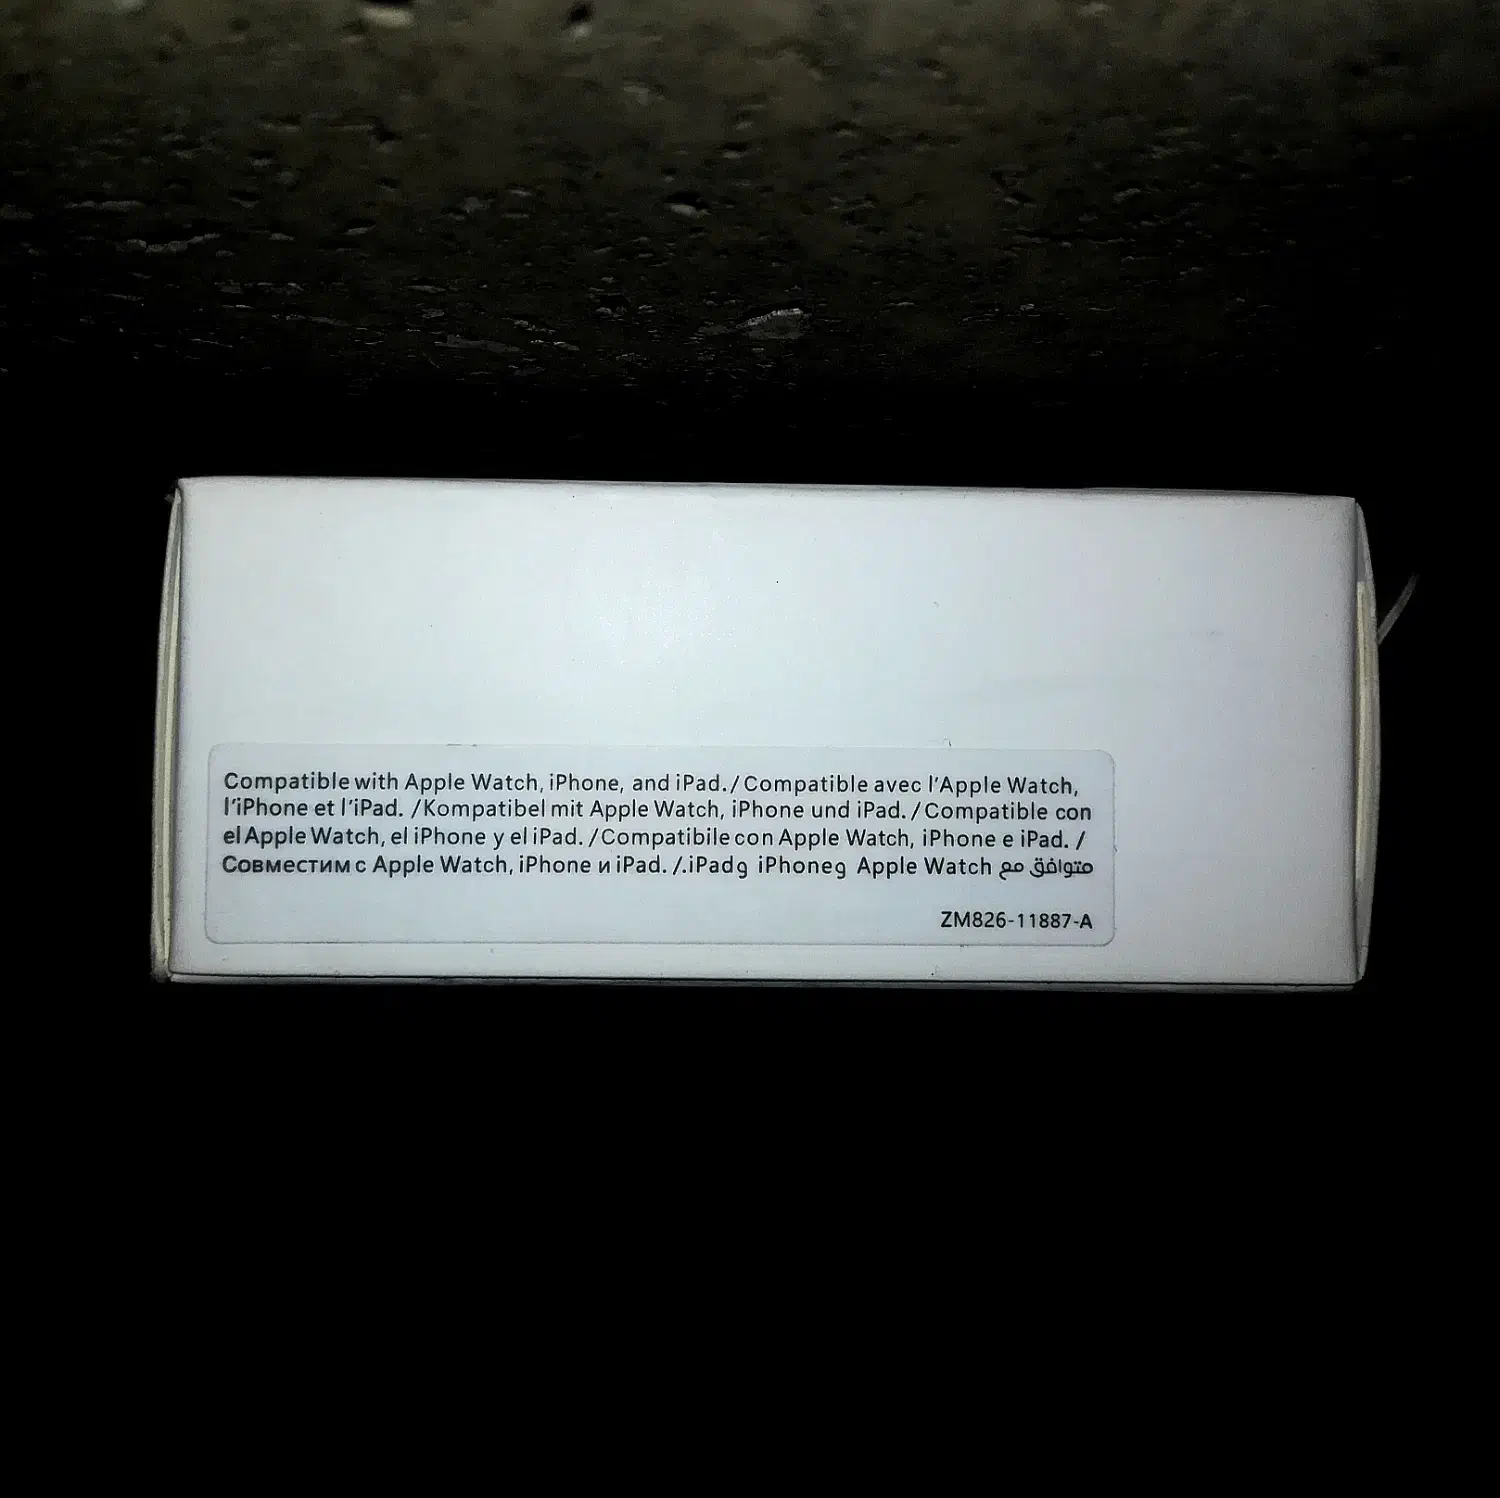 Compatible with Apple Watch, iPhone, and iPad. / Compatible avec l'Apple Watch,
l'iPhone et l'iPad. /Kompatibel mit Apple Watch, iPhone und iPad. / Compatible con
el Apple Watch, el iPhone y el iPad. /Compatibile con Apple Watch, iPhone e iPad. /
Совместим с Apple Watch, iPhone и iPad. /.iPadو iPhoneو Apple Watch متوافق مع
ZM826-11887-A